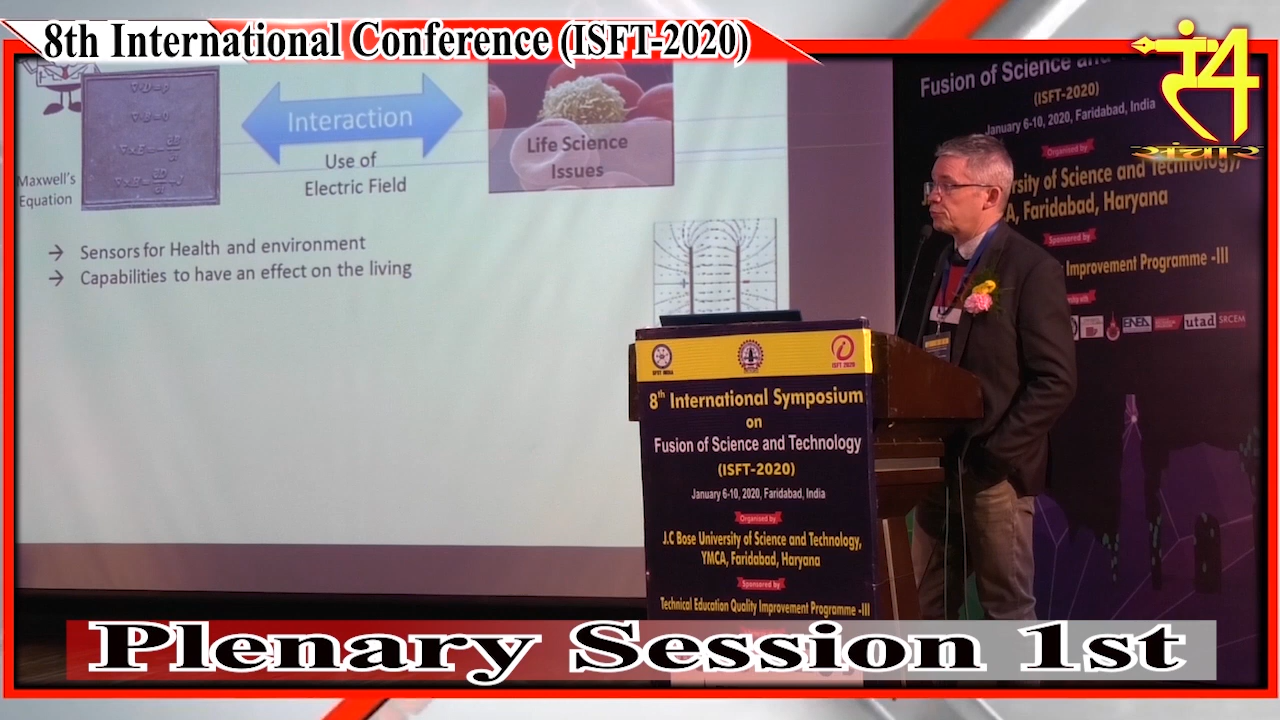 8th International Conference (ISFT-2020)
संचार
Maxwell's
Equation
Interaction
Use of
Electric Field
Life Science
Issues
→ Sensors for Health and environment
→ Capabilities to have an effect on the living
Fusion of Science and
(ISFT-2020)
January 6-10, 2020, Faridabad, India
Organised by
rsity of Science and Technology,
A, Faridabad, Haryana
Sponsored by
Improvement Programme -III
ENEA
utad
SRCEM
ISFT 2020
8th International Symposium
on
Fusion of Science and Technology
(ISFT-2020)
January 6-10, 2020, Faridabad, India
Organised by
J.C Bose University of Science and Technology,
YMCA, Faridabad, Haryana
Sponsored by
Technical Education Quality Improvement Programme -III
Plenary Session 1st